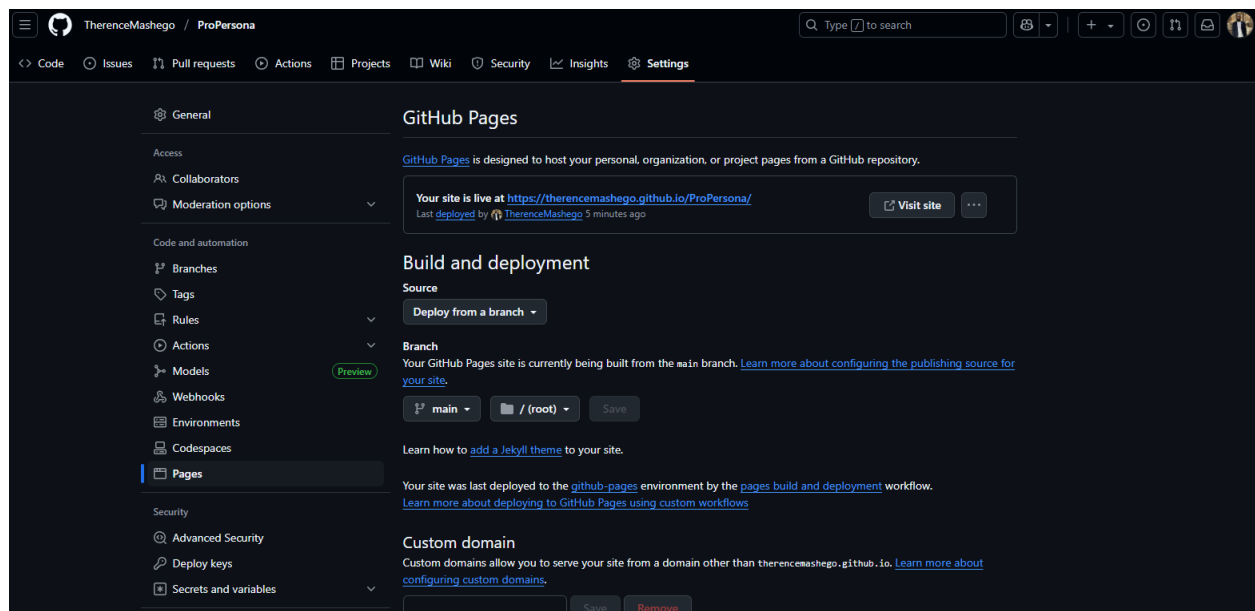 TherenceMashego / ProPersona
Type / to search
Code
Issues
Pull requests
Actions
Projects
Wiki
Security
Insights
Settings
General
Access
Collaborators
Moderation options
Code and automation
Branches
Tags
Rules
Actions
Models Preview
Webhooks
Environments
Codespaces
Pages
Security
Advanced Security
Deploy keys
Secrets and variables
GitHub Pages
GitHub Pages is designed to host your personal, organization, or project pages from a GitHub repository.
Your site is live at https://therencemashego.github.io/ProPersona/
Last deployed by TherenceMashego 5 minutes ago
Visit site
Build and deployment
Source
Deploy from a branch
Branch
Your GitHub Pages site is currently being built from the main branch. Learn more about configuring the publishing source for
your site.
main
/ (root)
Save
Learn how to add a Jekyll theme to your site.
Your site was last deployed to the github-pages environment by the pages build and deployment workflow.
Learn more about deploying to GitHub Pages using custom workflows
Custom domain
Custom domains allow you to serve your site from a domain other than therencemashego.github.io. Learn more about
configuring custom domains.
Save
Remove